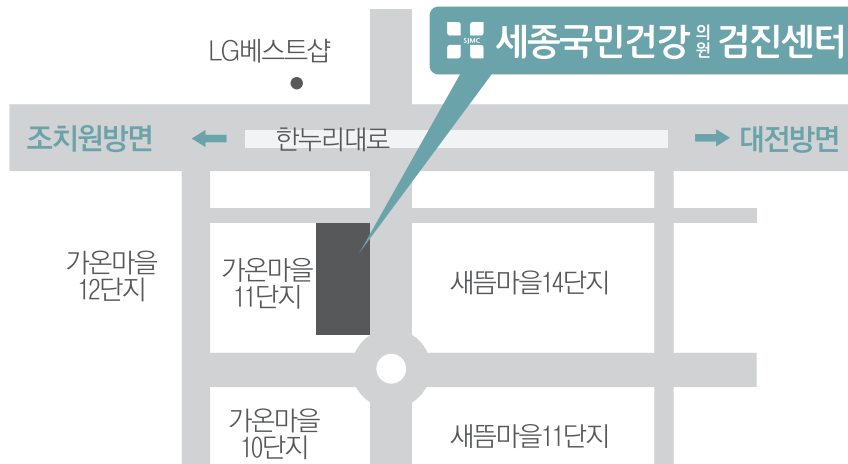 SJMC 세종국민건강의원 검진센터
LG베스트샵
조치원방면
한누리대로
대전방면
가온마을
12단지
가온마을
11단지
새뜸마을14단지
가온마을
10단지
새뜸마을11단지